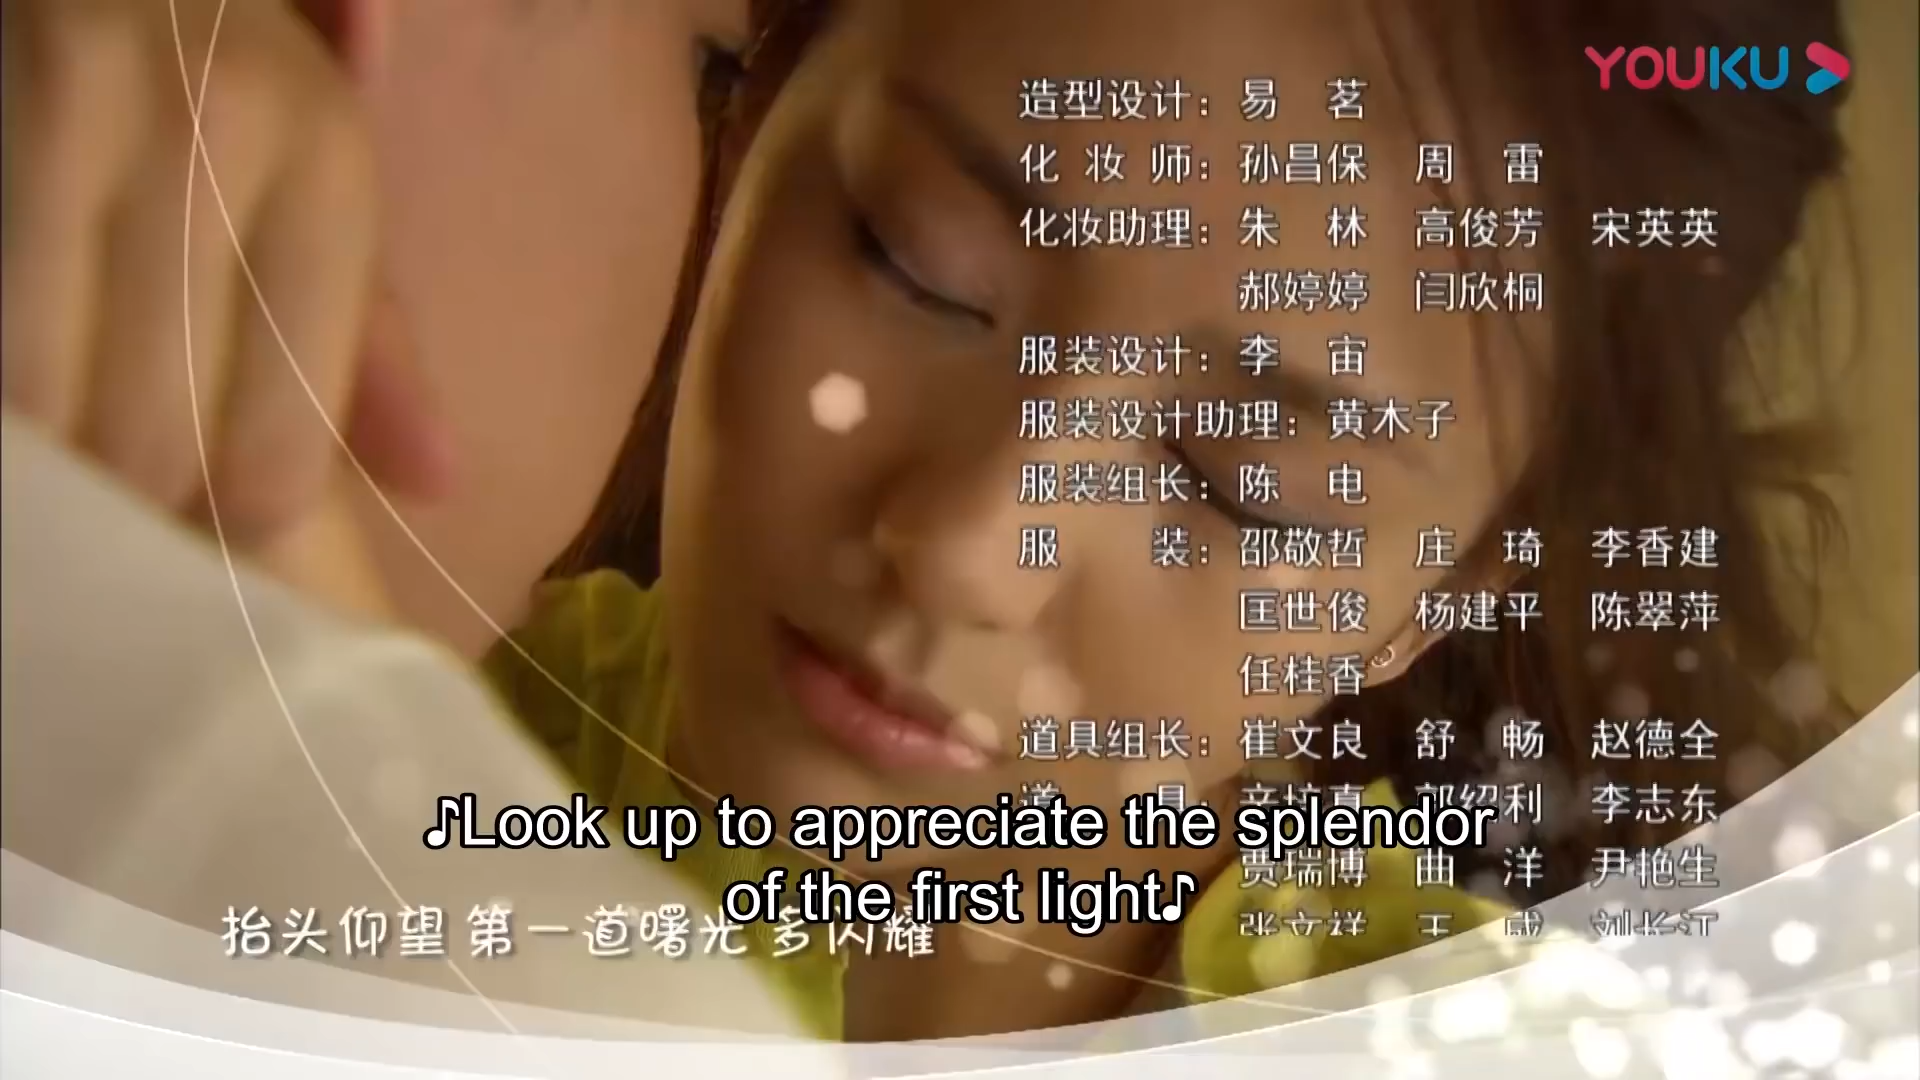 YOUKU
造型设计：易 茗
化妆师：孙昌保 周 雷
化妆助理：朱 林 高俊芳 宋英英
郝婷婷 闫欣桐
服装设计：李 宙
服装设计助理：黄木子
服装组长：陈 电
服 装：邵敬哲 庄 琦 李香建
匡世俊 杨建平 陈翠萍
任桂香
道具组长：崔文良 舒 畅 赵德全
道 具： 李志东
♪Look up to appreciate the splendor
贾瑞博 曲 洋 尹艳生
of the first light♪
抬头仰望 第一道曙光 多闪耀